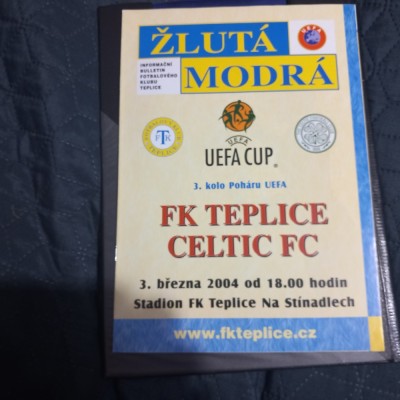 ŽLUTÁ
INFORMAČNÍ
BULLETIN
FOTBALOVÉHO
KLUBU
TEPLICE
MODRÁ
UEFA
UEFA CUP®
3. kolo Poháru UEFA
FK TEPLICE
CELTIC FC
3. března 2004 od 18.00 hodin
Stadion FK Teplice Na Stínadlech
www.fkteplice.cz